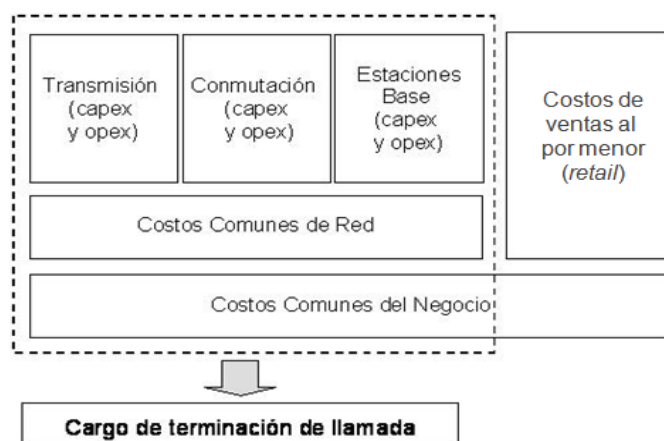 Transmisión
(capex
y opex)
Conmutación
(capex
y opex)
Estaciones
Base
(capex
y opex)
Costos de
ventas al
por menor
(retail)
Costos Comunes de Red
Costos Comunes del Negocio
Cargo de terminación de llamada